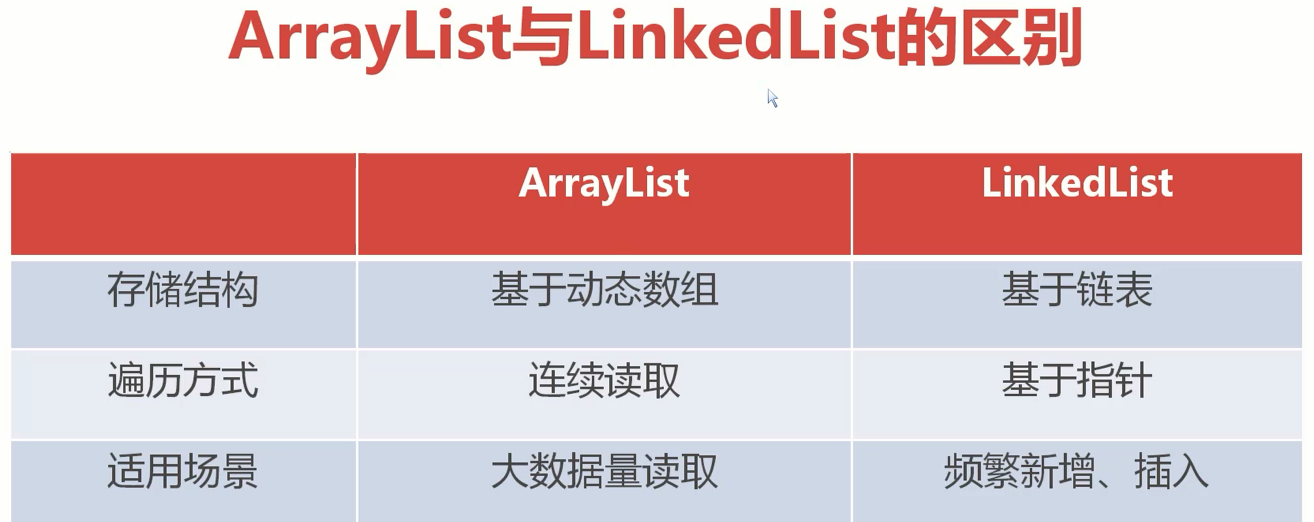 ArrayList与LinkedList的区别
ArrayList LinkedList
存储结构 基于动态数组 基于链表
遍历方式 连续读取 基于指针
适用场景 大数据量读取 频繁新增、插入